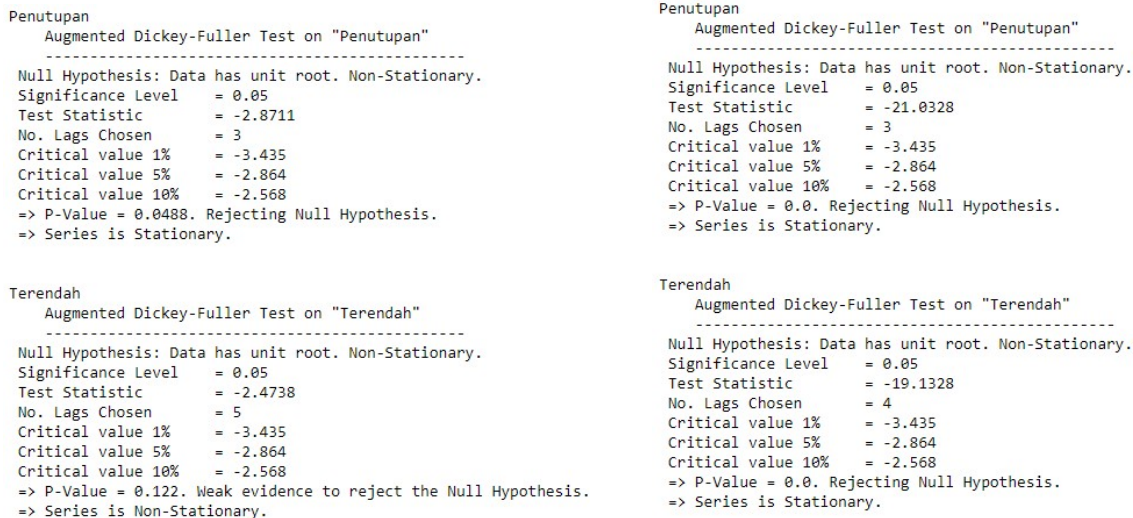 Penutupan
Augmented Dickey-Fuller Test on "Penutupan"
-----------------------------------------------
Null Hypothesis: Data has unit root. Non-Stationary.
Significance Level = 0.05
Test Statistic = -2.8711
No. Lags Chosen = 3
Critical value 1% = -3.435
Critical value 5% = -2.864
Critical value 10% = -2.568
=> P-Value = 0.0488. Rejecting Null Hypothesis.
=> Series is Stationary.
Terendah
Augmented Dickey-Fuller Test on "Terendah"
-----------------------------------------------
Null Hypothesis: Data has unit root. Non-Stationary.
Significance Level = 0.05
Test Statistic = -2.4738
No. Lags Chosen = 5
Critical value 1% = -3.435
Critical value 5% = -2.864
Critical value 10% = -2.568
=> P-Value = 0.122. Weak evidence to reject the Null Hypothesis.
=> Series is Non-Stationary.
Penutupan
Augmented Dickey-Fuller Test on "Penutupan"
-----------------------------------------------
Null Hypothesis: Data has unit root. Non-Stationary.
Significance Level = 0.05
Test Statistic = -21.0328
No. Lags Chosen = 3
Critical value 1% = -3.435
Critical value 5% = -2.864
Critical value 10% = -2.568
=> P-Value = 0.0. Rejecting Null Hypothesis.
=> Series is Stationary.
Terendah
Augmented Dickey-Fuller Test on "Terendah"
-----------------------------------------------
Null Hypothesis: Data has unit root. Non-Stationary.
Significance Level = 0.05
Test Statistic = -19.1328
No. Lags Chosen = 4
Critical value 1% = -3.435
Critical value 5% = -2.864
Critical value 10% = -2.568
=> P-Value = 0.0. Rejecting Null Hypothesis.
=> Series is Stationary.